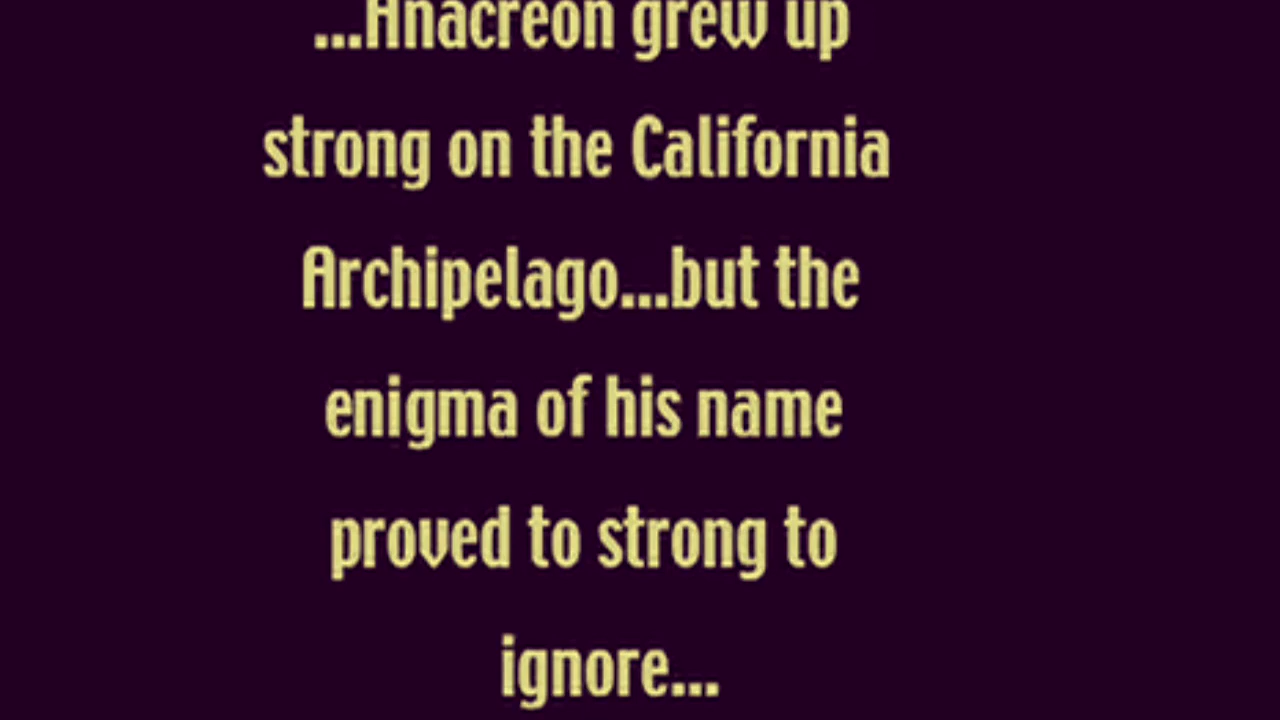 ...Anacreon grew up
strong on the California
Archipelago...but the
enigma of his name
proved to strong to
ignore...